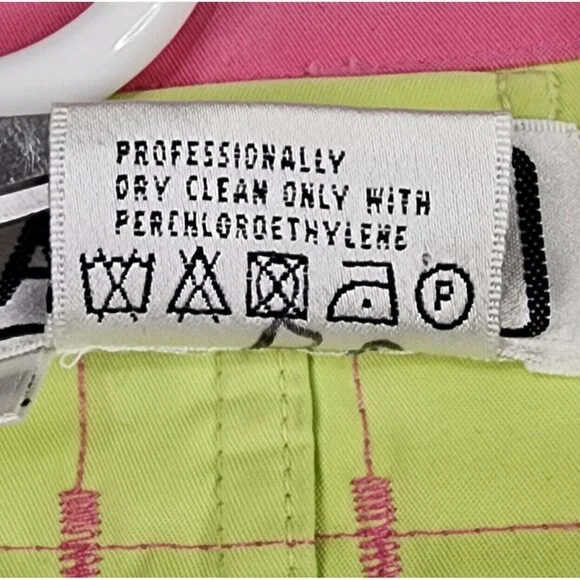 PROFESSIONALLY
DRY CLEAN ONLY WITH
PERCHLOROETHYLENE
P